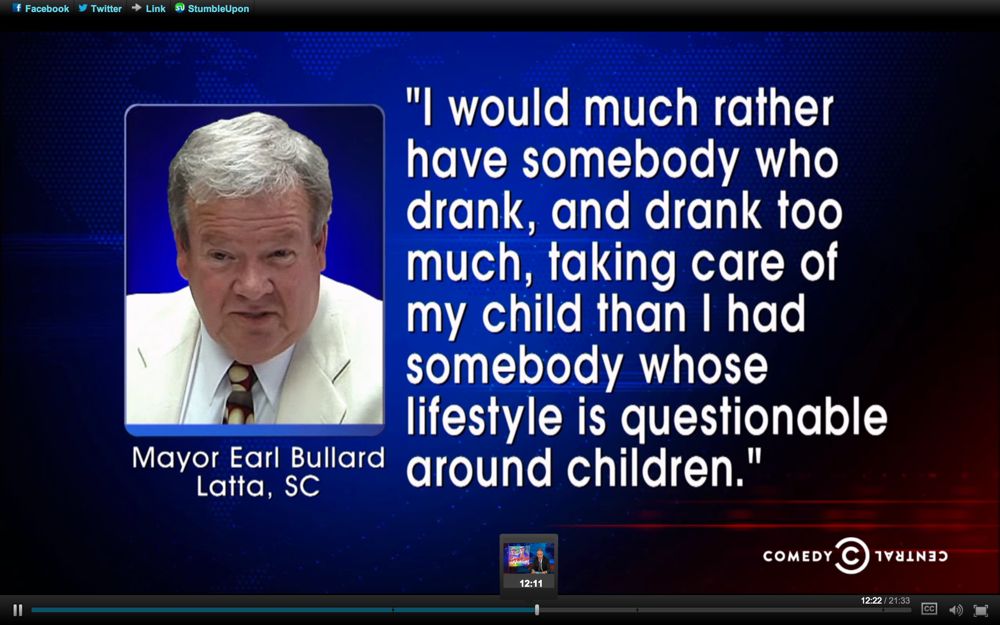 Facebook Twitter Link StumbleUpon
"I would much rather
have somebody who
drank, and drank too
much, taking care of
my child than I had
somebody whose
lifestyle is questionable
around children."
Mayor Earl Bullard
Latta, SC
COMEDY CENTRAL
12:11
12:22 / 21:33
CC